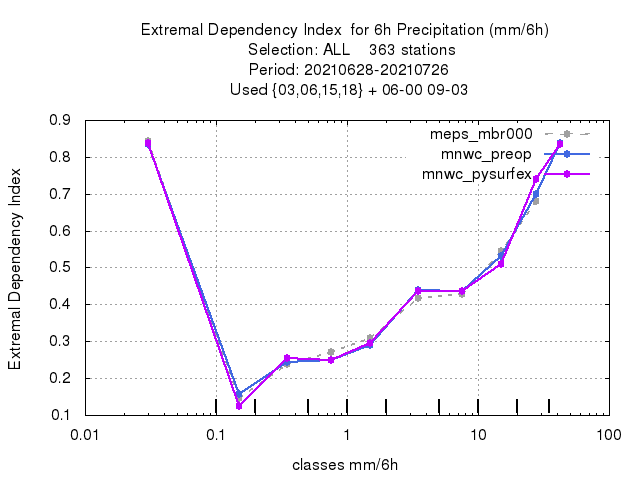 Extremal Dependency Index  for 6h Precipitation (mm/6h)
Selection: ALL    363 stations
Period: 20210628-20210726
Used {03,06,15,18} + 06-00 09-03
meps_mbr000
mnwc_preop
mnwc_pysurfex
Extremal Dependency Index
0.9
0.8
0.7
0.6
0.5
0.4
0.3
0.2
0.1
0.01 0.1 1 10 100
classes mm/6h